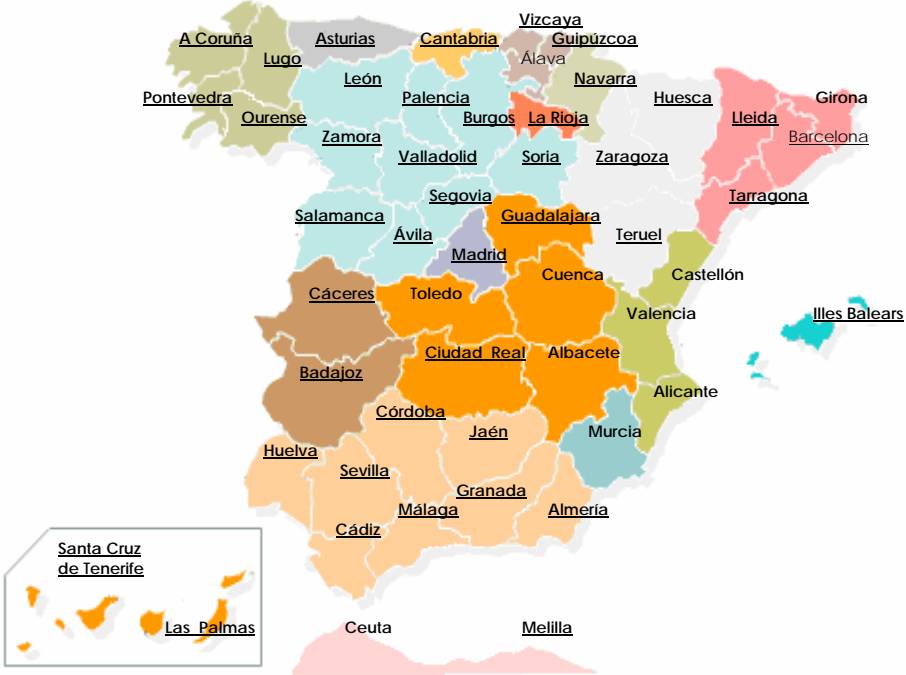 Vizcaya
A Coruña
Asturias
Cantabria
Guipúzcoa
Lugo
Álava
León
Navarra
Pontevedra
Palencia
Huesca
Girona
Ourense
Burgos
La Rioja
Lleida
Zamora
Barcelona
Valladolid
Soria
Zaragoza
Segovia
Tarragona
Salamanca
Guadalajara
Ávila
Teruel
Madrid
Cuenca
Castellón
Cáceres
Toledo
Valencia
Illes Balears
Ciudad Real
Albacete
Badajoz
Alicante
Córdoba
Jaén
Murcia
Huelva
Sevilla
Granada
Málaga
Almería
Cádiz
Santa Cruz
de Tenerife
Las Palmas
Ceuta
Melilla